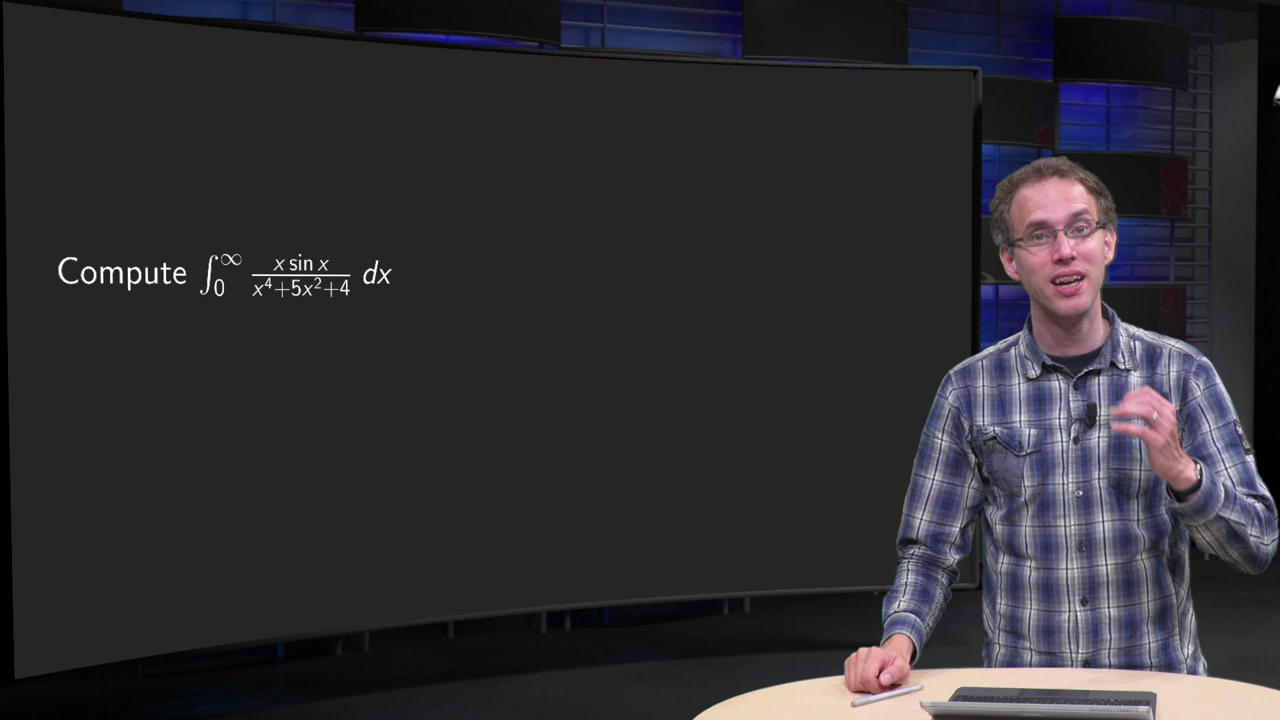 Compute $\int_0^\infty \frac{x \sin x}{x^4+5x^2+4} \, dx$